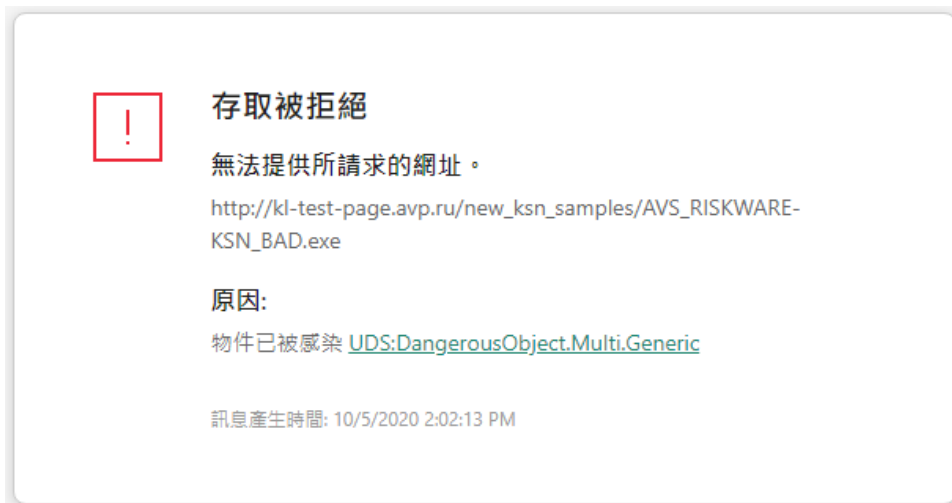 存取被拒絕
無法提供所請求的網址。
http://kl-test-page.avp.ru/new_ksn_samples/AVS_RISKWARE-
KSN_BAD.exe
原因:
物件已被感染 UDS:DangerousObject.Multi.Generic
訊息產生時間: 10/5/2020 2:02:13 PM